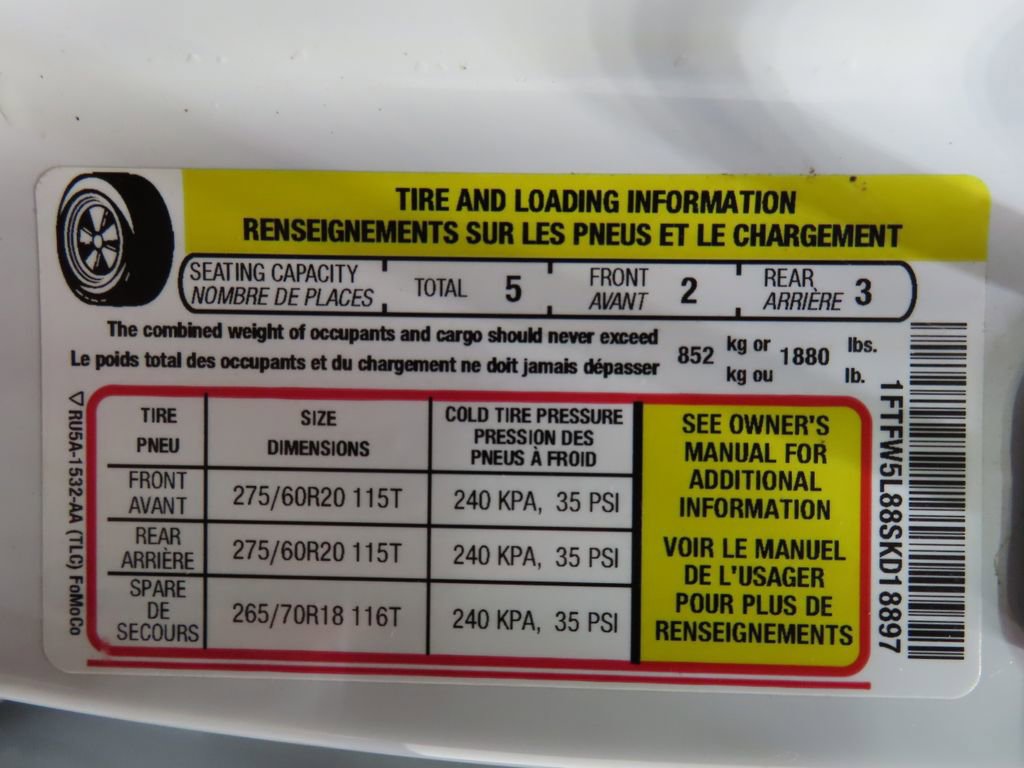 TIRE AND LOADING INFORMATION
RENSEIGNEMENTS SUR LES PNEUS ET LE CHARGEMENT
SEATING CAPACITY
NOMBRE DE PLACES
TOTAL 5
FRONT
AVANT
2
REAR
ARRIÈRE
3
The combined weight of occupants and cargo should never exceed
Le poids total des occupants et du chargement ne doit jamais dépasser
852
kg or
kg ou
1880
lbs.
lb.
TIRE
PNEU
SIZE
DIMENSIONS
COLD TIRE PRESSURE
PRESSION DES
PNEUS À FROID
FRONT
AVANT
275/60R20 115T
240 KPA, 35 PSI
REAR
ARRIÈRE
275/60R20 115T
240 KPA, 35 PSI
SPARE
DE
SECOURS
265/70R18 116T
240 KPA, 35 PSI
SEE OWNER'S
MANUAL FOR
ADDITIONAL
INFORMATION
VOIR LE MANUEL
DE L'USAGER
POUR PLUS DE
RENSEIGNEMENTS
1FTFW5L88SKD18897
▽RU5A-1532-AA (TLC) FoMoCo